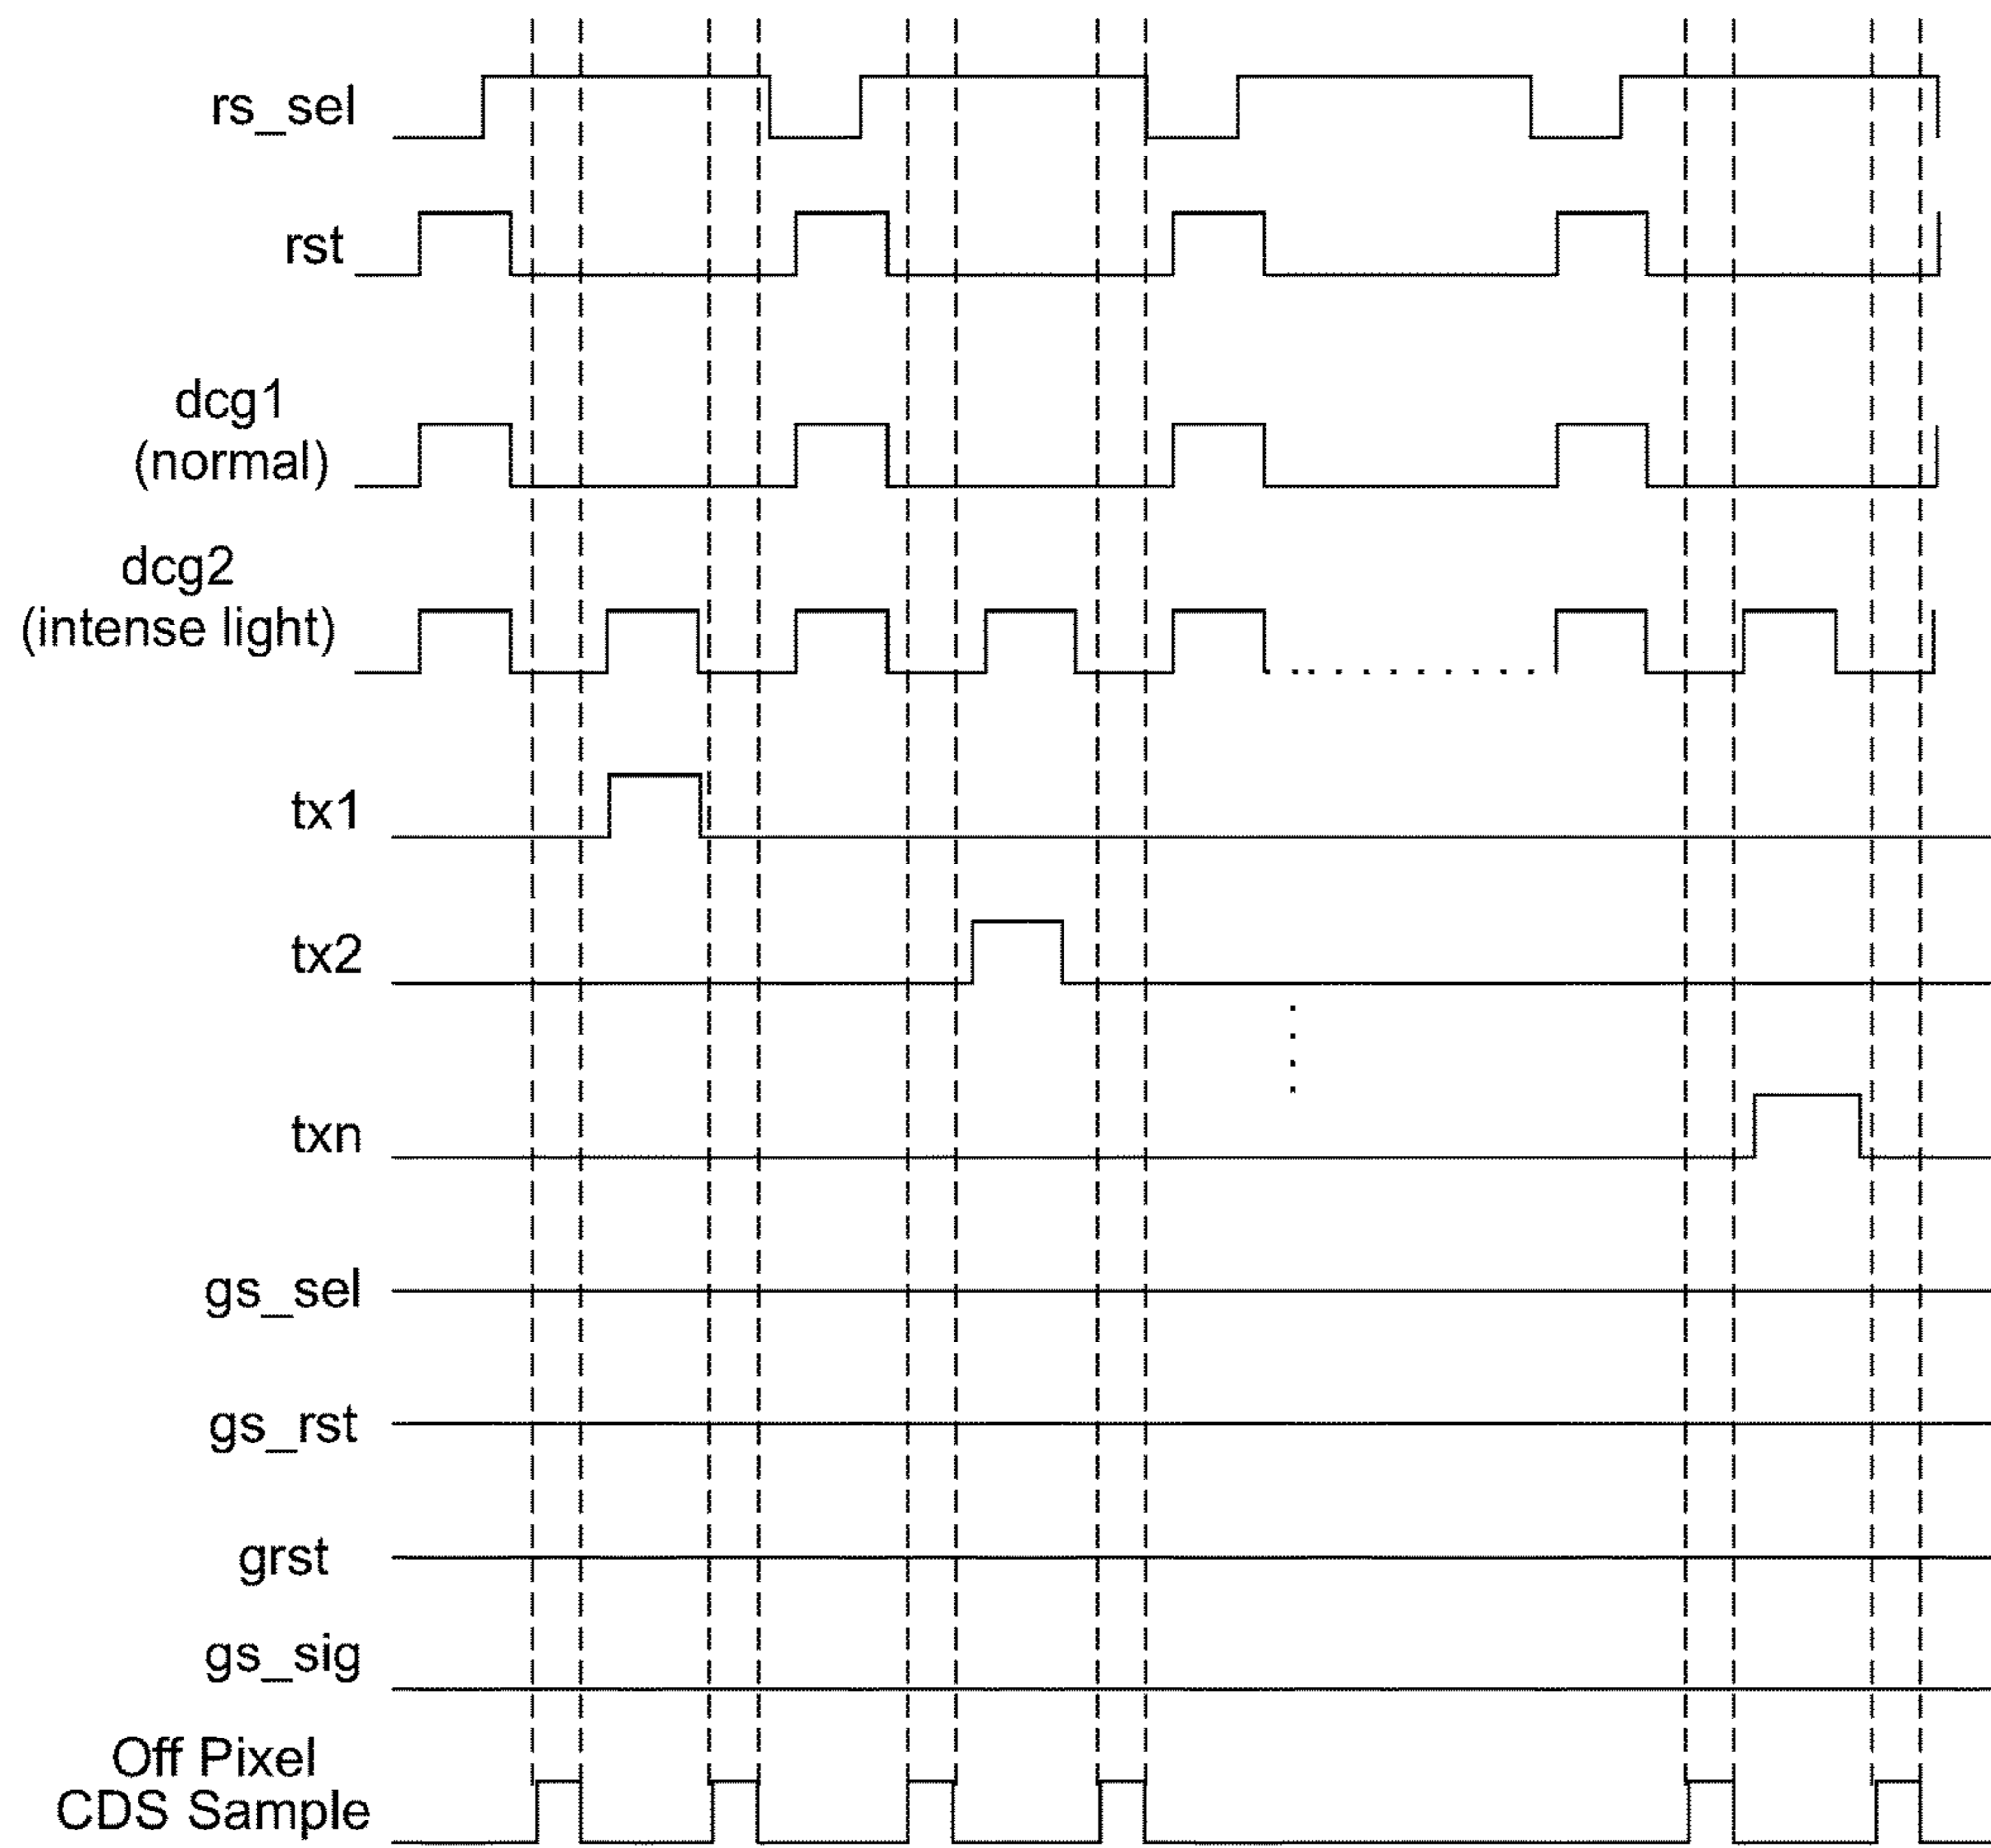 rs_sel
rst
dcg1
(normal)
dcg2
(intense light)
tx1
tx2
txn
gs_sel
gs_rst
grst
gs_sig
Off Pixel
CDS Sample